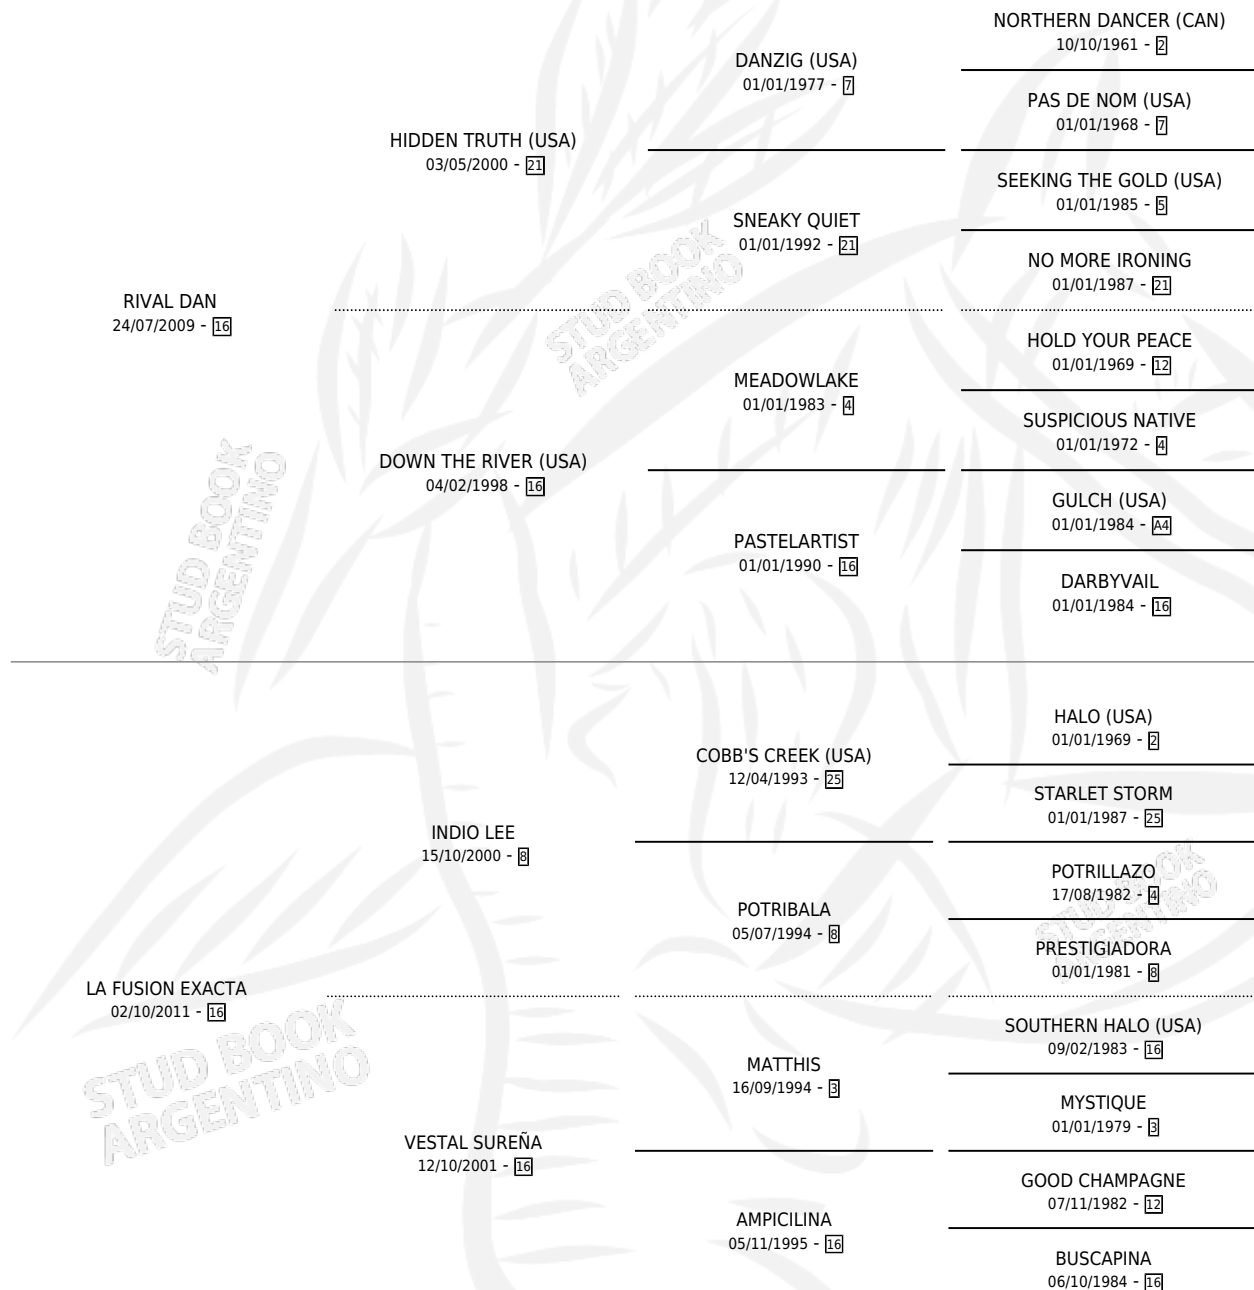 NORTHERN DANCER (CAN)
10/10/1961 - 2
DANZIG (USA)
01/01/1977 - 7
PAS DE NOM (USA)
01/01/1968 - 7
HIDDEN TRUTH (USA)
03/05/2000 - 21
SEEKING THE GOLD (USA)
01/01/1985 - 5
SNEAKY QUIET
01/01/1992 - 21
NO MORE IRONING
01/01/1987 - 21
RIVAL DAN
24/07/2009 - 16
HOLD YOUR PEACE
01/01/1969 - 12
MEADOWLAKE
01/01/1983 - 4
SUSPICIOUS NATIVE
01/01/1972 - 4
DOWN THE RIVER (USA)
04/02/1998 - 16
GULCH (USA)
01/01/1984 - A4
PASTELARTIST
01/01/1990 - 16
DARBYVAIL
01/01/1984 - 16
HALO (USA)
01/01/1969 - 2
COBB'S CREEK (USA)
12/04/1993 - 25
STARLET STORM
01/01/1987 - 25
INDIO LEE
15/10/2000 - 8
POTRILLAZO
17/08/1982 - 4
POTRIBALA
05/07/1994 - 8
PRESTIGIADORA
01/01/1981 - 8
LA FUSION EXACTA
02/10/2011 - 16
SOUTHERN HALO (USA)
09/02/1983 - 16
MATTHIS
16/09/1994 - 3
MYSTIQUE
01/01/1979 - 3
VESTAL SUREÑA
12/10/2001 - 16
GOOD CHAMPAGNE
07/11/1982 - 12
AMPICILINA
05/11/1995 - 16
BUSCAPINA
06/10/1984 - 16
STUD BOOK
ARGENTINO
STUD BOOK
ARGENTINO
STUD BOOK
ARGENTINO
STUD BOOK
ARGENTINO